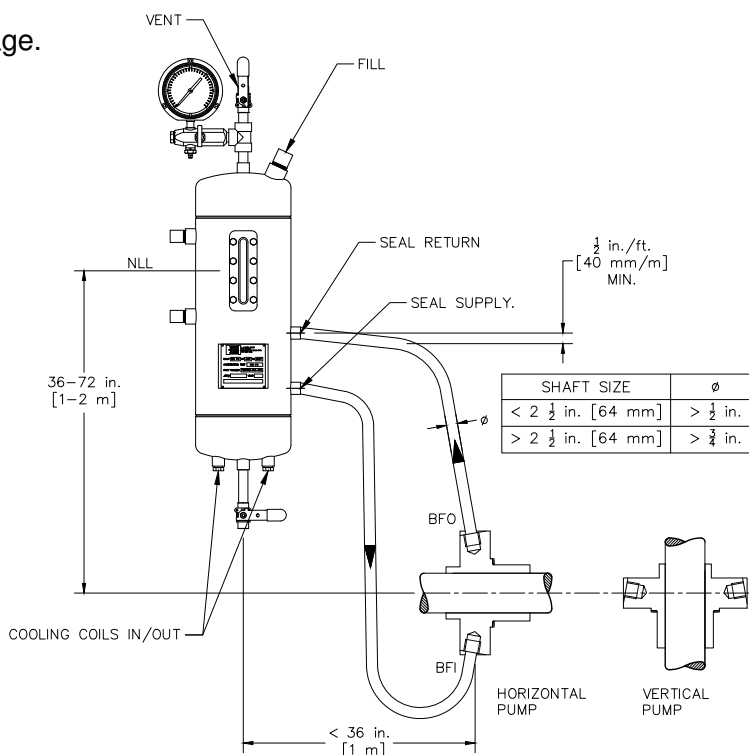 age.
VENT
FILL
SEAL RETURN
NLL
SEAL SUPPLY.
1/2 in./ft.
[40 mm/m]
MIN.
36-72 in.
[1-2 m]
SHAFT SIZE ø
< 2 1/2 in. [64 mm] > 1/2 in.
> 2 1/2 in. [64 mm] > 3/4 in.
ø
BFO
COOLING COILS IN/OUT
BFI
HORIZONTAL
PUMP
VERTICAL
PUMP
< 36 in.
[1 m]